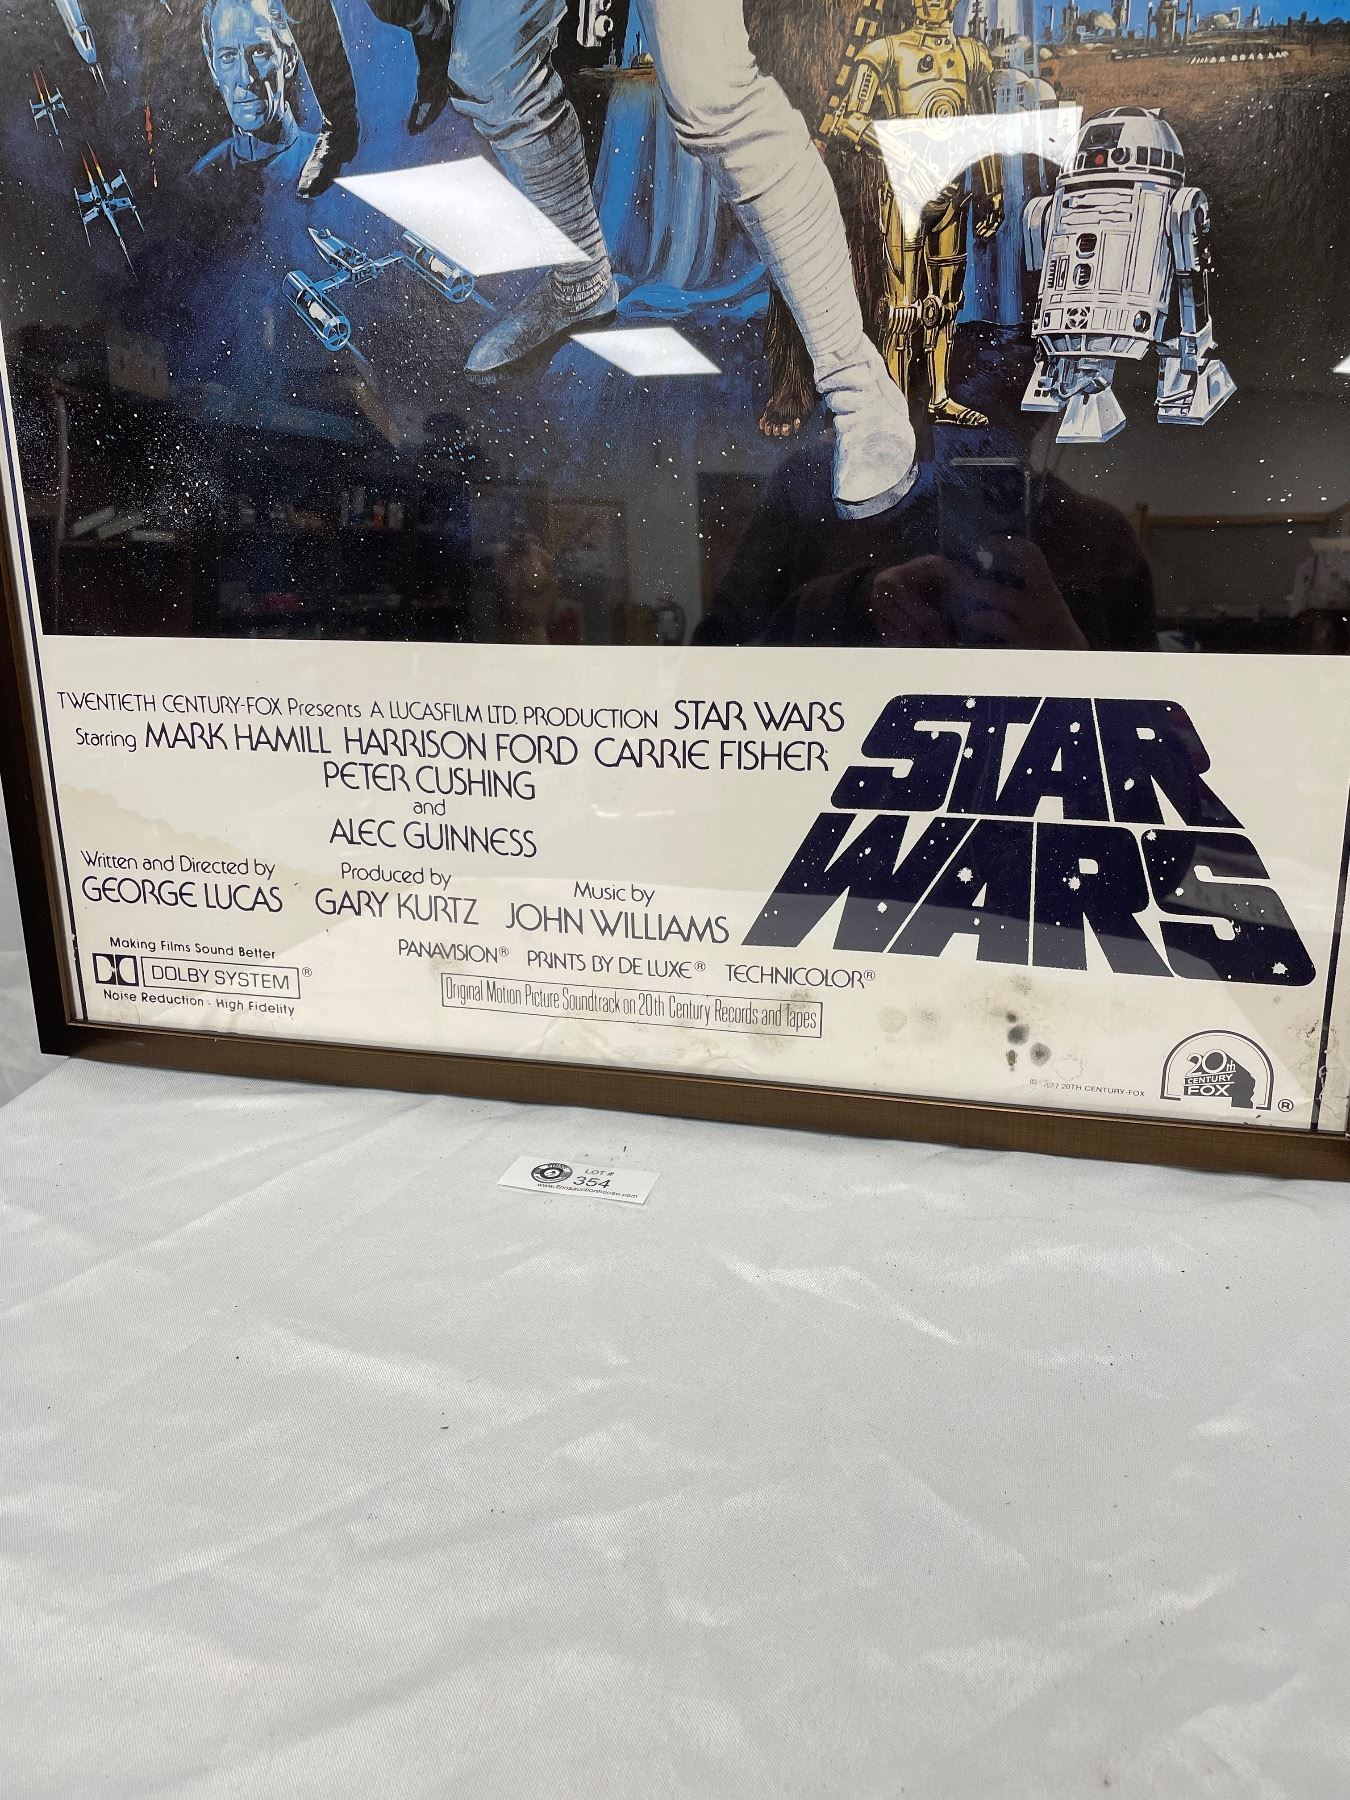 TWENTIETH CENTURY-FOX Presents A LUCASFILM LTD. PRODUCTION STAR WARS
Starring MARK HAMILL HARRISON FORD CARRIE FISHER
PETER CUSHING
and
ALEC GUINNESS
Written and Directed by
GEORGE LUCAS
Produced by
GARY KURTZ
Music by
JOHN WILLIAMS
PANAVISION® PRINTS BY DE LUXE® TECHNICOLOR®
Making Films Sound Better
DOLBY SYSTEM®
Noise Reduction - High Fidelity
Original Motion Picture Soundtrack on 20th Century Records and Tapes
STAR
WARS
© 77 20TH CENTURY-FOX
20th
CENTURY
FOX
®
LOT #
354